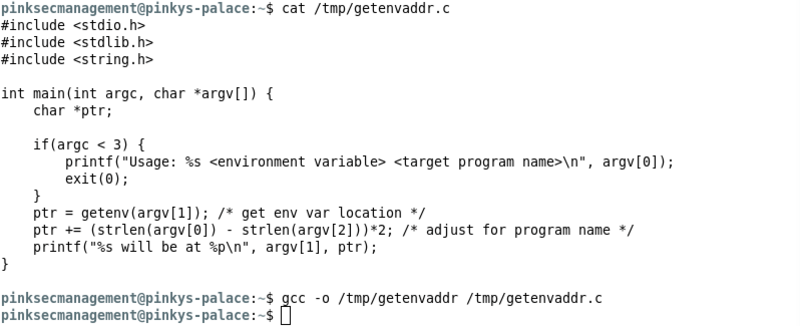 pinksecmanagement@pinkys-palace:~$ cat /tmp/getenvaddr.c
#include <stdio.h>
#include <stdlib.h>
#include <string.h>

int main(int argc, char *argv[]) {
    char *ptr;

    if(argc < 3) {
        printf("Usage: %s <environment variable> <target program name>\n", argv[0]);
        exit(0);
    }
    ptr = getenv(argv[1]); /* get env var location */
    ptr += (strlen(argv[0]) - strlen(argv[2]))*2; /* adjust for program name */
    printf("%s will be at %p\n", argv[1], ptr);
}

pinksecmanagement@pinkys-palace:~$ gcc -o /tmp/getenvaddr /tmp/getenvaddr.c
pinksecmanagement@pinkys-palace:~$